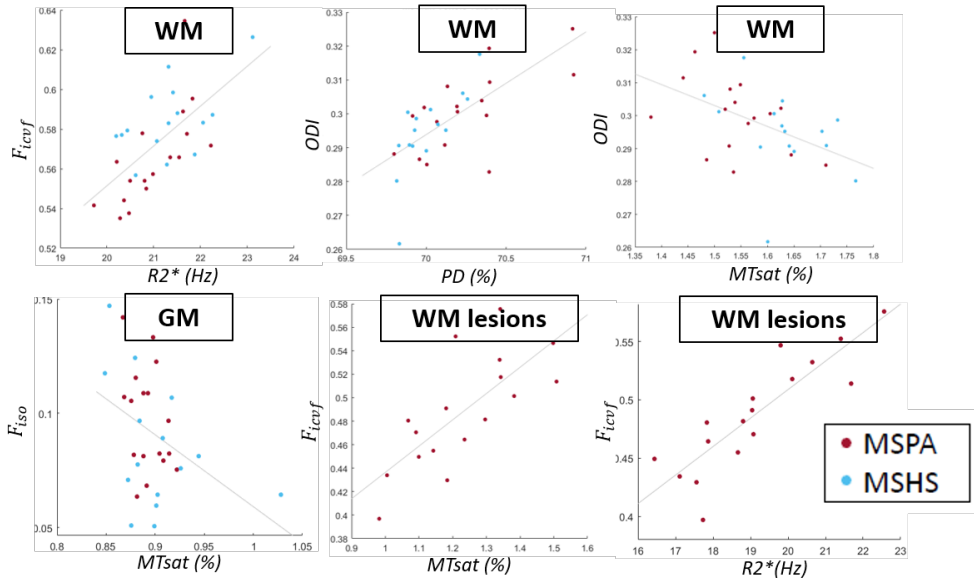 WM
WM
WM
0.64
0.62
0.6
0.58
0.56
0.54
0.52
F_icvf
19 20 21 22 23 24
R2* (Hz)
0.33
0.32
0.31
0.3
0.29
0.28
0.27
0.26
ODI
69.5 70 70.5 71
PD (%)
0.33
0.32
0.31
0.3
0.29
0.28
0.27
0.26
ODI
1.35 1.4 1.45 1.5 1.55 1.6 1.65 1.7 1.75 1.8
MTsat (%)
GM
WM lesions
WM lesions
0.15
0.1
0.05
F_iso
0.8 0.85 0.9 0.95 1 1.05
MTsat (%)
0.58
0.56
0.54
0.52
0.5
0.48
0.46
0.44
0.42
0.4
0.38
F_icvf
0.9 1 1.1 1.2 1.3 1.4 1.5 1.6
MTsat (%)
0.55
0.5
0.45
0.4
F_icvf
16 17 18 19 20 21 22 23
R2*(Hz)
MSPA
MSHS